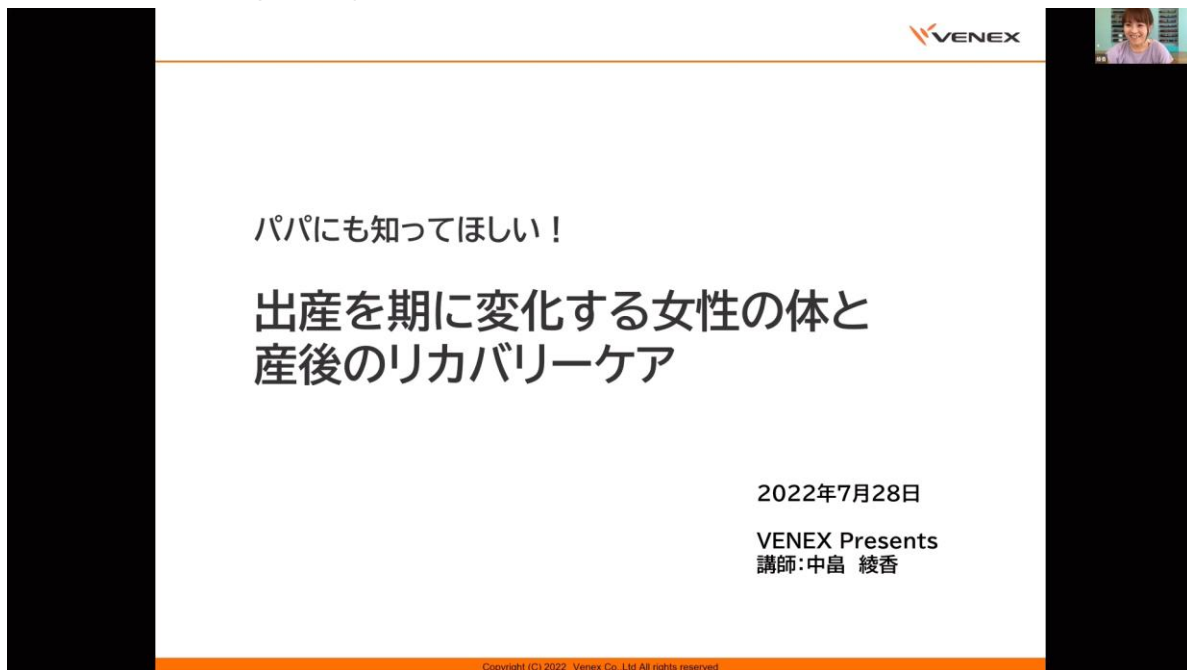 VENEX
綾香
パパにも知ってほしい！
出産を期に変化する女性の体と
産後のリカバリーケア
2022年7月28日
VENEX Presents
講師：中畠　綾香
Copyright (C) 2022 Venex Co.,Ltd All rights reserved